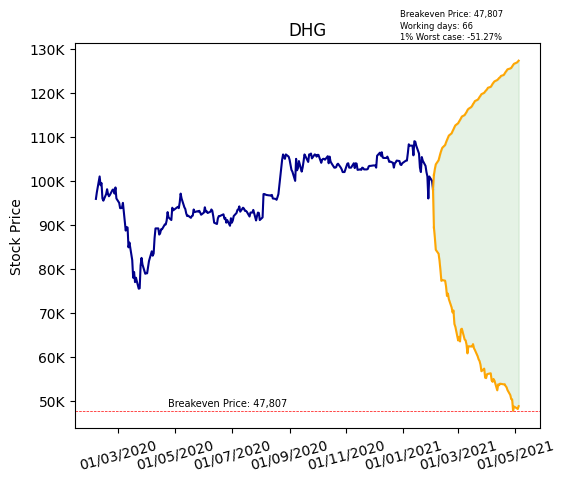 Breakeven Price: 47,807
Working days: 66
1% Worst case: -51.27%
DHG
Stock Price
130K
120K
110K
100K
90K
80K
70K
60K
50K
Breakeven Price: 47,807
01/03/2020
01/05/2020
01/07/2020
01/09/2020
01/11/2020
01/01/2021
01/03/2021
01/05/2021